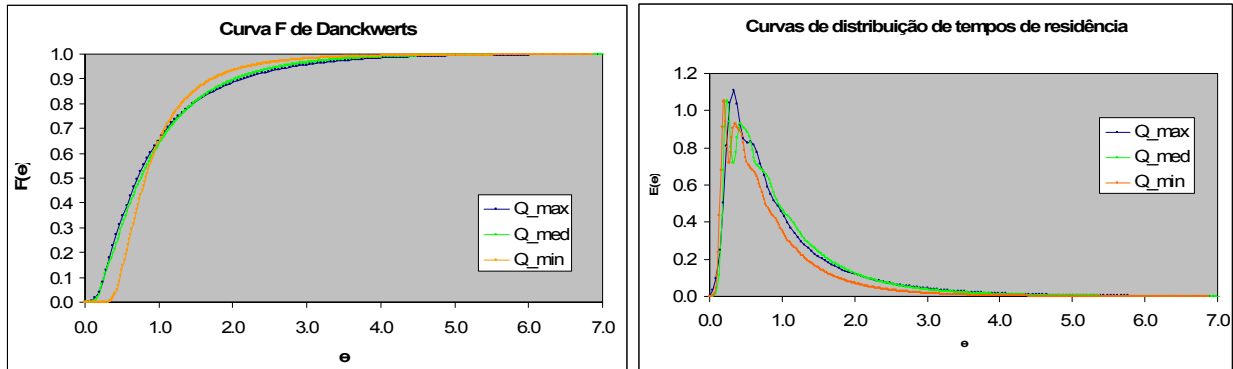 Curva F de Danckwerts
1.0
0.9
0.8
0.7
0.6
0.5
0.4
0.3
0.2
0.1
0.0
F(ɵ)
0.0 1.0 2.0 3.0 4.0 5.0 6.0 7.0
ɵ
Q_max
Q_med
Q_min
Curvas de distribuição de tempos de residência
1.2
1.0
0.8
0.6
0.4
0.2
0.0
E(ɵ)
0.0 1.0 2.0 3.0 4.0 5.0 6.0 7.0
ɵ
Q_max
Q_med
Q_min